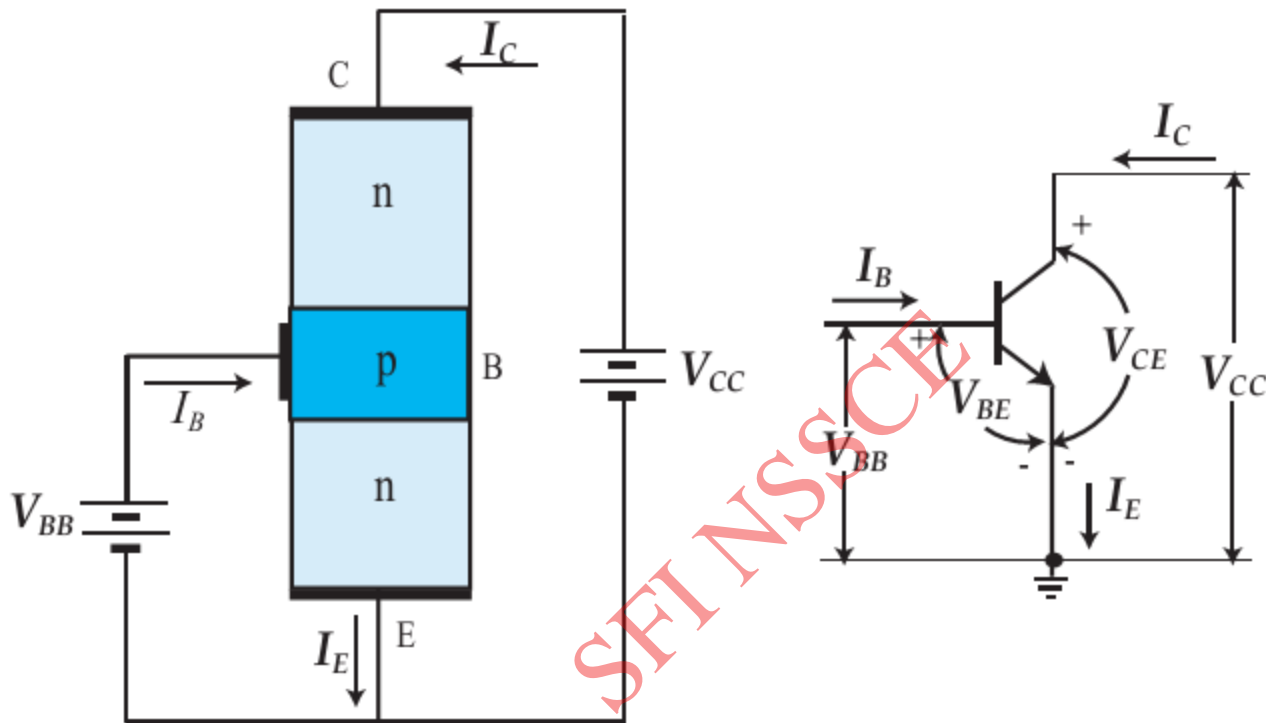 C
I_C
n
p
B
I_B
n
V_BB
V_CC
E
I_E
I_C
+
I_B
+
V_CE
V_CC
V_BE
V_BB
- -
I_E
SFI NSSCE